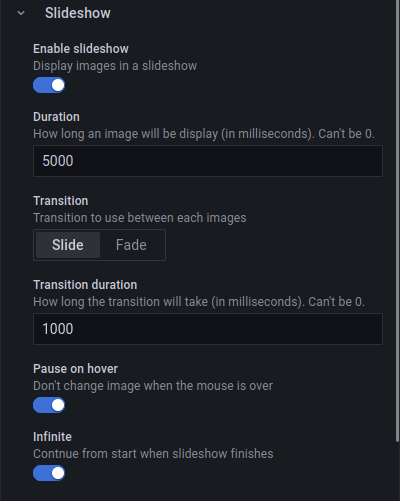 Slideshow
Enable slideshow
Display images in a slideshow
Duration
How long an image will be display (in milliseconds). Can't be 0.
5000
Transition
Transition to use between each images
Slide Fade
Transition duration
How long the transition will take (in milliseconds). Can't be 0.
1000
Pause on hover
Don't change image when the mouse is over
Infinite
Contnue from start when slideshow finishes